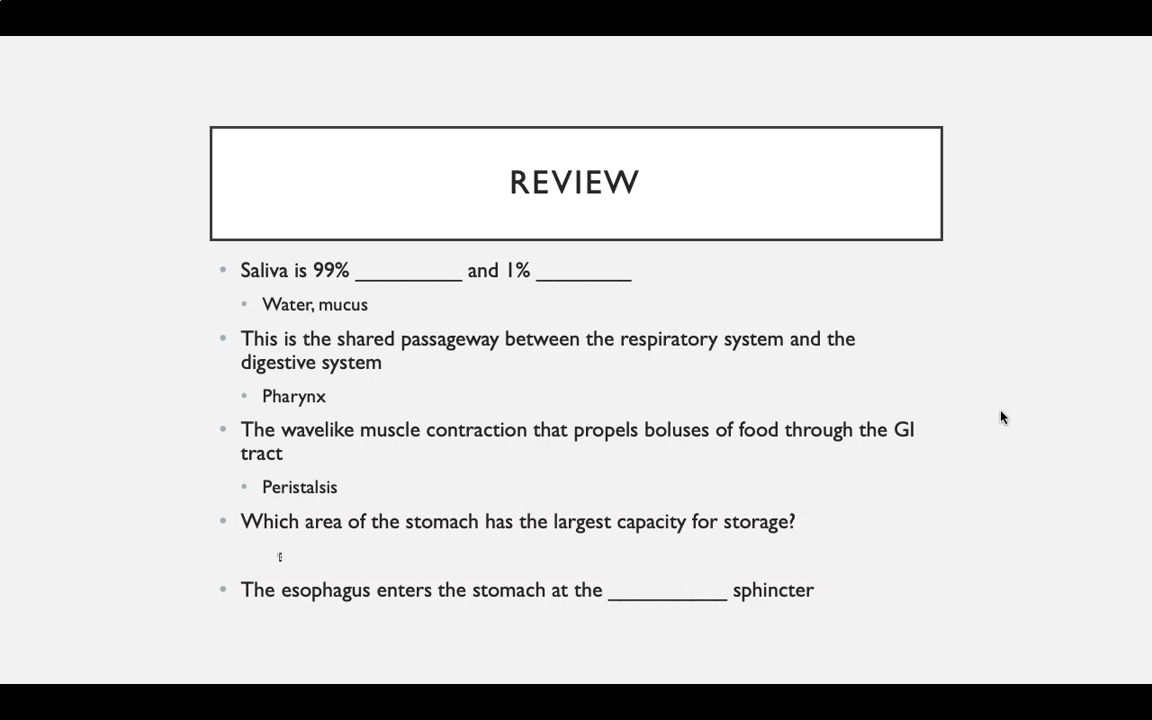 REVIEW
• Saliva is 99% __________ and 1% _________
• Water, mucus
• This is the shared passageway between the respiratory system and the
digestive system
• Pharynx
• The wavelike muscle contraction that propels boluses of food through the GI
tract
• Peristalsis
• Which area of the stomach has the largest capacity for storage?
• The esophagus enters the stomach at the ___________ sphincter